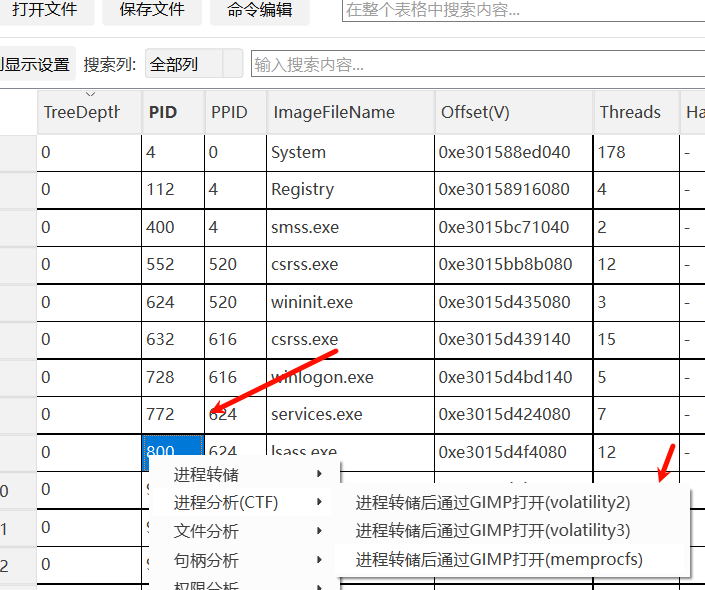 打开文件 保存文件 命令编辑 在整个表格中搜索内容...
列显示设置 搜索列: 全部列 输入搜索内容...
TreeDepth PID PPID ImageFileName Offset(V) Threads Ha
0 4 0 System 0xe301588ed040 178 -
0 112 4 Registry 0xe30158916080 4 -
0 400 4 smss.exe 0xe3015bc71040 2 -
0 552 520 csrss.exe 0xe3015bb8b080 12 -
0 624 520 wininit.exe 0xe3015d435080 3 -
0 632 616 csrss.exe 0xe3015d439140 15 -
0 728 616 winlogon.exe 0xe3015d4bd140 5 -
0 772 624 services.exe 0xe3015d424080 7 -
0 800 624 lsass.exe 0xe3015d4f4080 12 -
进程转储
0 0
进程分析(CTF) 进程转储后通过GIMP打开(volatility2)
1 0 文件分析 进程转储后通过GIMP打开(volatility3)
2 0 句柄分析 进程转储后通过GIMP打开(memprocfs)
权限分析